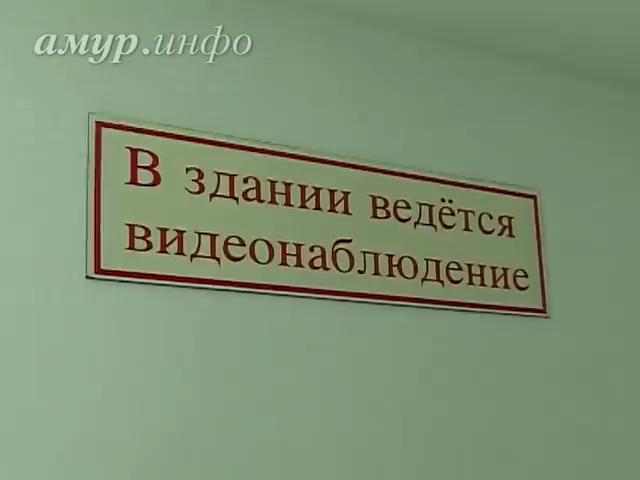 амур.инфо
В здании ведётся
видеонаблюдение